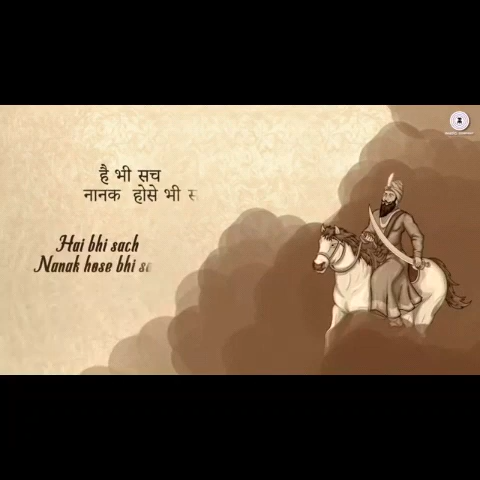 है भी सच
नानक होसे भी
Hai bhi sach
Nanak hose bhi